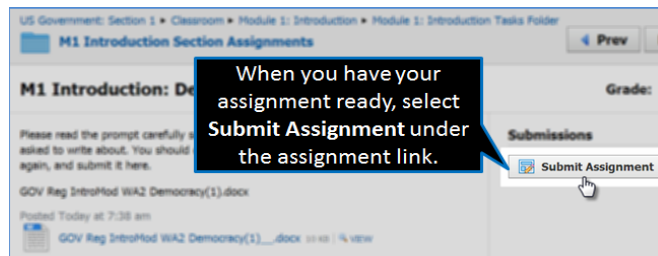 US Government: Section 1 • Classroom • Module 1: Introduction • Module 1: Introduction Tasks Folder
M1 Introduction Section Assignments
Prev
M1 Introduction: De
Grade:
When you have your
assignment ready, select
Submit Assignment under
the assignment link.
Please read the prompt carefully s
asked to write about. You should
again, and submit it here.
Submissions
Submit Assignment
GOV Reg IntroMod WA2 Democracy(1).docx
Posted Today at 7:38 am
GOV Reg IntroMod WA2 Democracy(1)__.docx 10 KB | VIEW